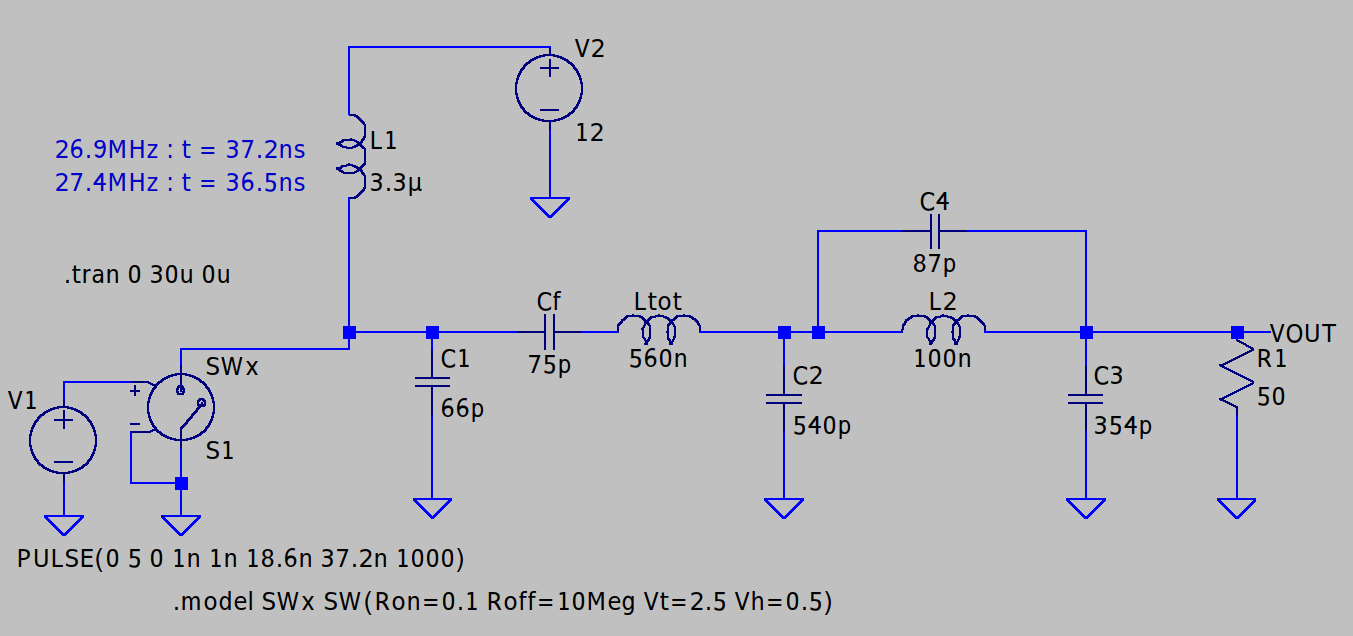 V2
12
L1
3.3µ
26.9MHz : t = 37.2ns
27.4MHz : t = 36.5ns
.tran 0 30u 0u
C4
87p
Cf
75p
Ltot
560n
L2
100n
VOUT
R1
50
C1
66p
C2
540p
C3
354p
SWx
S1
V1
PULSE(0 5 0 1n 1n 18.6n 37.2n 1000)
.model SWx SW(Ron=0.1 Roff=10Meg Vt=2.5 Vh=0.5)